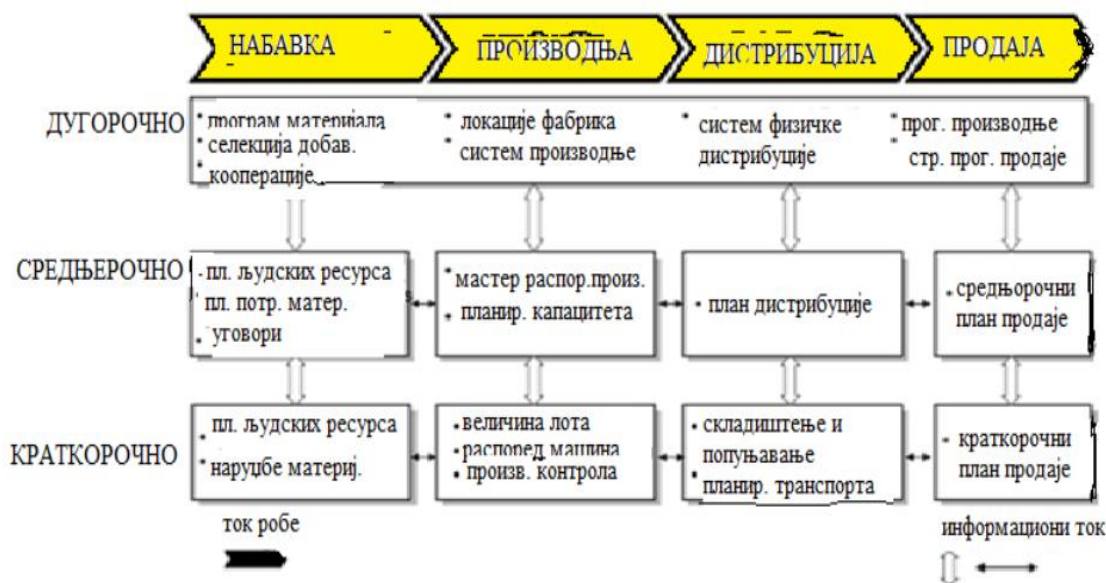 НАБАВКА
ПРОИЗВОДЊА
ДИСТРИБУЦИЈА
ПРОДАЈА
ДУГОРОЧНО
• програм материјала
• селекција добав.
• кооперације
• локације фабрика
• систем производње
• систем физичке
дистрибуције
• прог. производње
• стр. прог. продаје
СРЕДЊЕРОЧНО
- пл. људских ресурса
• пл. потр. матер.
• уговори
• мастер распор.произ.
• планир. капацитета
• план дистрибуције
• средњорочни
план продаје
КРАТКОРОЧНО
• пл. људских ресурса
• наруџбе материј.
• величина лота
• распоред машина
• произв. контрола
• складиштење и
попуњавање
• планир. транспорта
• краткорочни
план продаје
ток робе
информациони ток